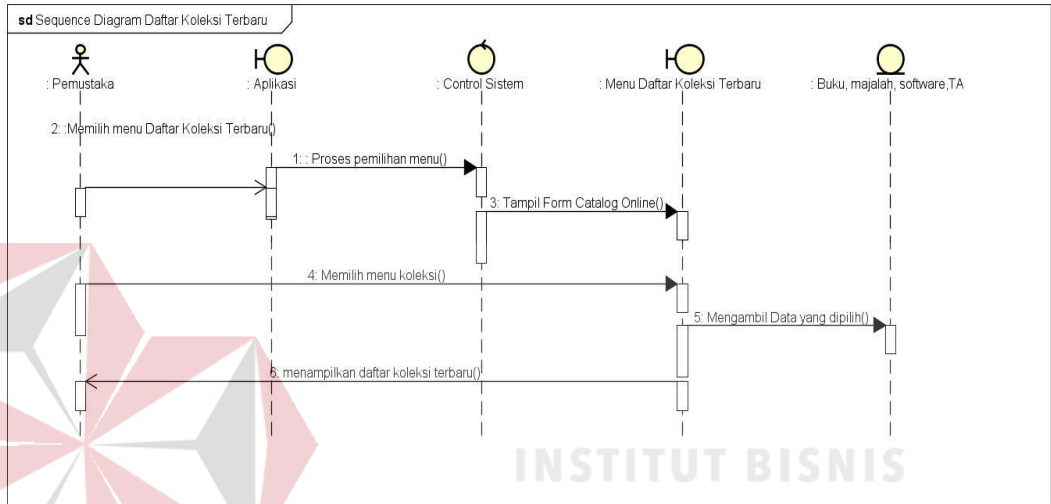 sd Sequence Diagram Daftar Koleksi Terbaru
: Pemustaka
: Aplikasi
: Control Sistem
: Menu Daftar Koleksi Terbaru
: Buku, majalah, software,TA
2: :Memilih menu Daftar Koleksi Terbaru()
1: : Proses pemilihan menu()
3: Tampil Form Catalog Online()
4: Memilih menu koleksi()
5: Mengambil Data yang dipilih()
6: menampilkan daftar koleksi terbaru()
INSTITUT BISNIS